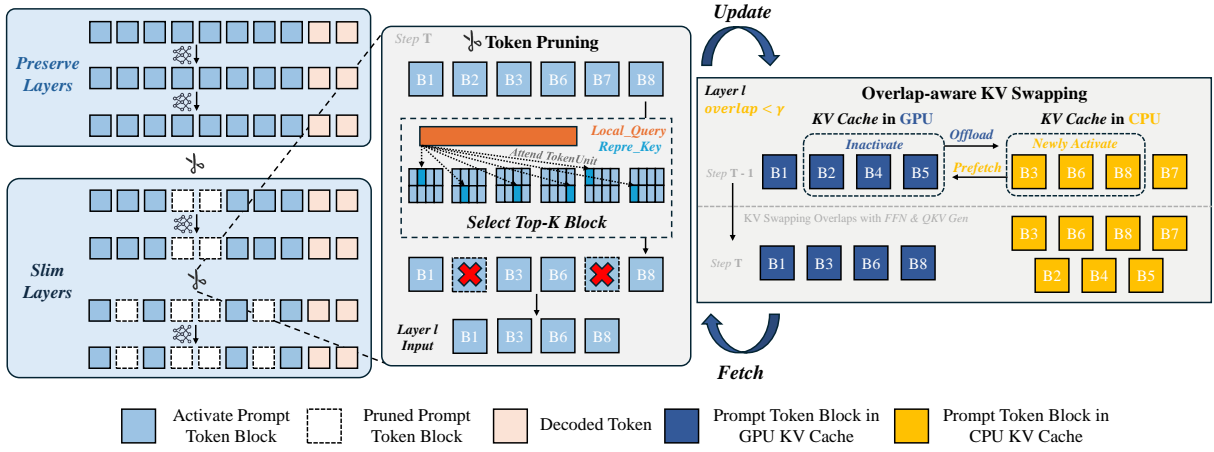 Preserve
Layers
Slim
Layers
Step T
Token Pruning
B1 B2 B3 B6 B7 B8
Local_Query
Repre_Key
Attend TokenUnit
Select Top-K Block
B1 B3 B6 B8
Layer l
Input
B1 B3 B6 B8
Update
Fetch
Layer l
overlap < γ
Overlap-aware KV Swapping
KV Cache in GPU
KV Cache in CPU
Inactivate
Offload
Newly Activate
Prefetch
Step T - 1
B1 B2 B4 B5
B3 B6 B8 B7
KV Swapping Overlaps with FFN & QKV Gen
Step T
B1 B3 B6 B8
B3 B6 B8 B7
B2 B4 B5
Activate Prompt
Token Block
Pruned Prompt
Token Block
Decoded Token
Prompt Token Block in
GPU KV Cache
Prompt Token Block in
CPU KV Cache